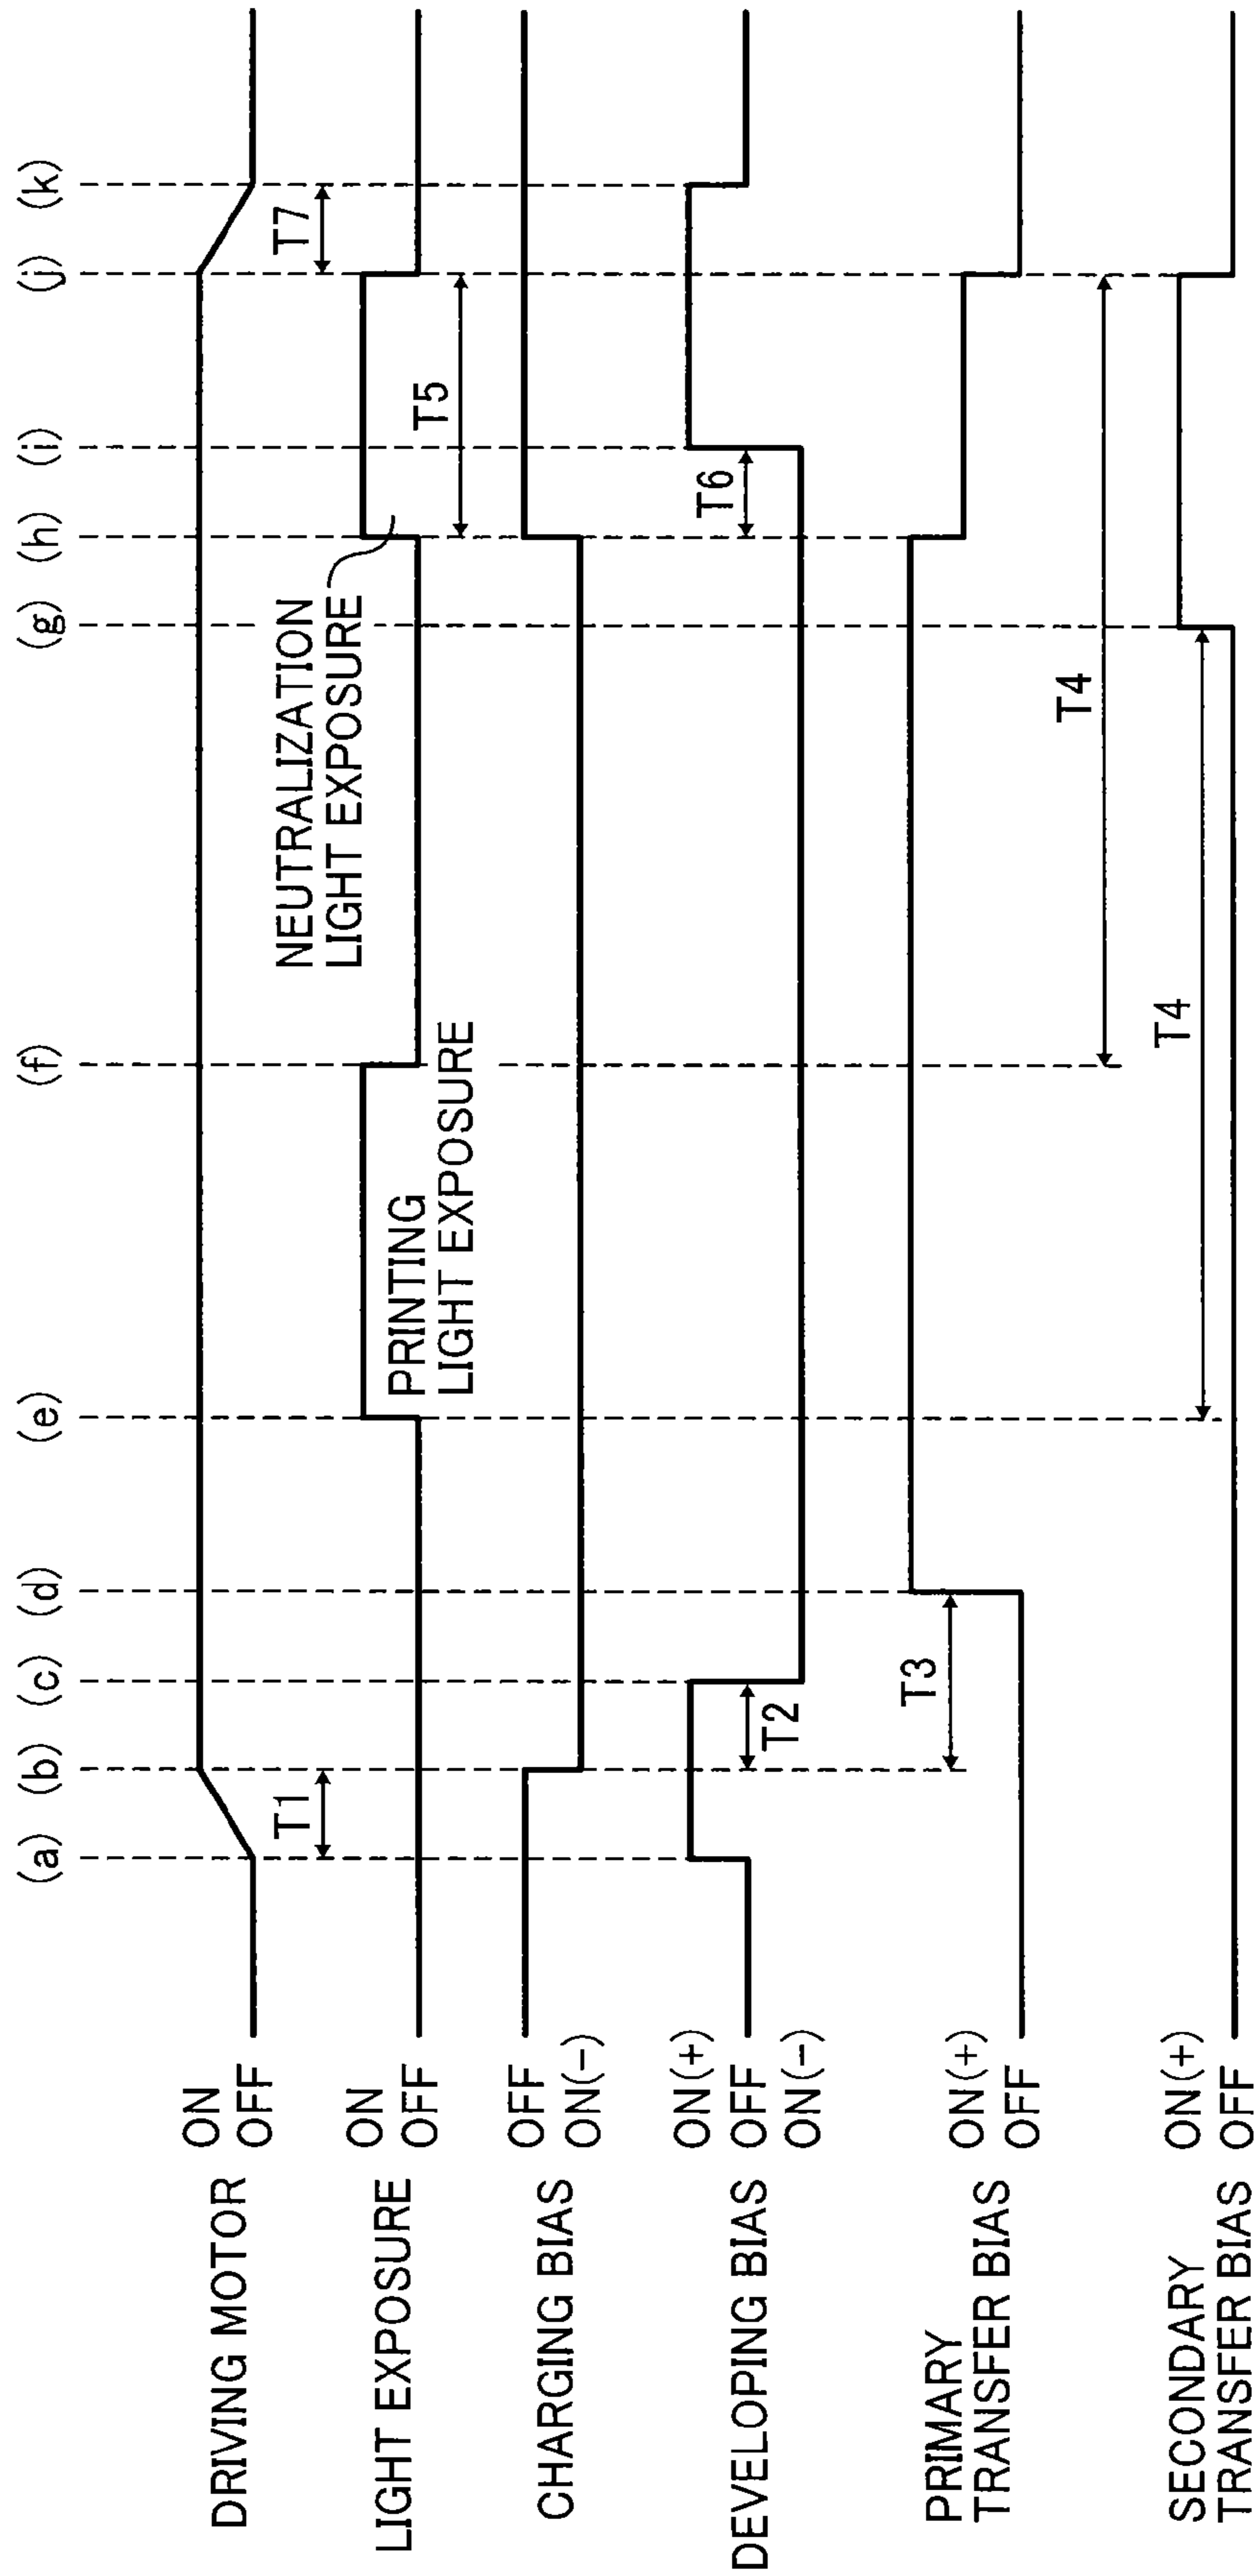 (a) (b) (c) (d) (e) (f) (g) (h) (i) (j) (k)
DRIVING MOTOR
ON
OFF
T1
T7
LIGHT EXPOSURE
ON
OFF
PRINTING
LIGHT EXPOSURE
NEUTRALIZATION
LIGHT EXPOSURE
T5
CHARGING BIAS
OFF
ON(-)
DEVELOPING BIAS
ON(+)
OFF
ON(-)
T2
T6
PRIMARY
TRANSFER BIAS
ON(+)
OFF
T3
T4
SECONDARY
TRANSFER BIAS
ON(+)
OFF
T4